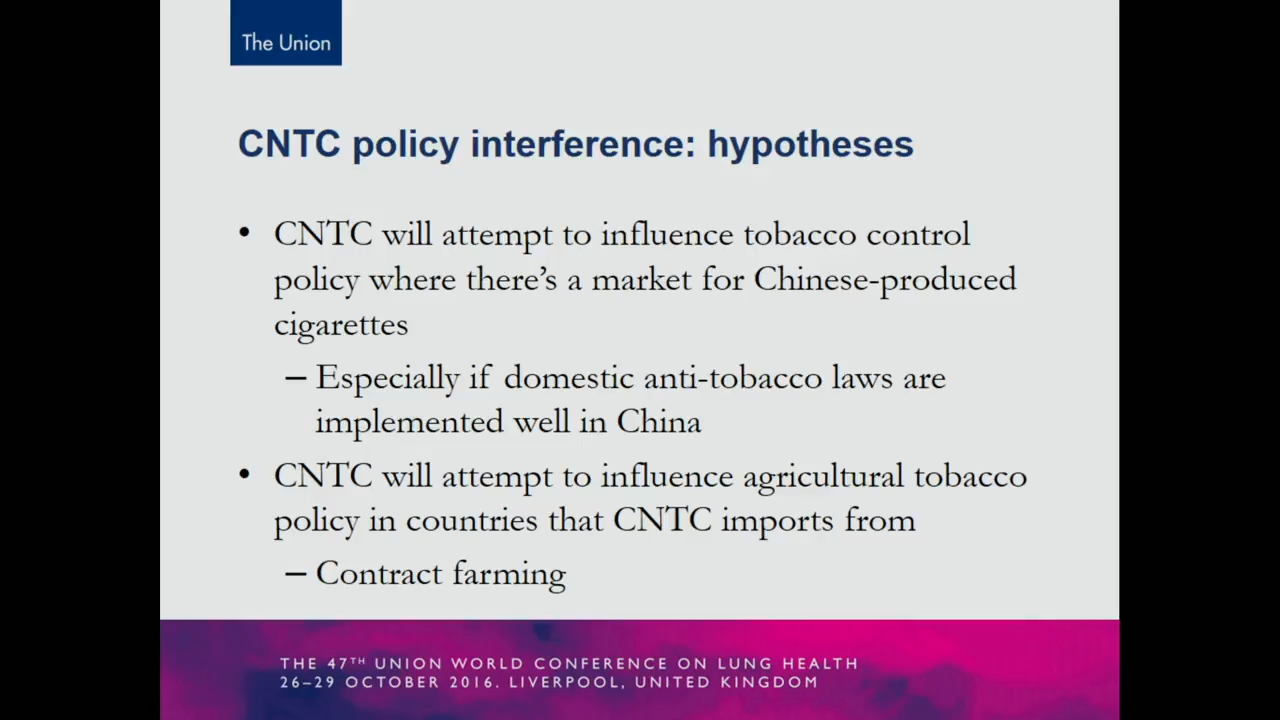 The Union
CNTC policy interference: hypotheses
• CNTC will attempt to influence tobacco control
policy where there’s a market for Chinese-produced
cigarettes
– Especially if domestic anti-tobacco laws are
implemented well in China
• CNTC will attempt to influence agricultural tobacco
policy in countries that CNTC imports from
– Contract farming
THE 47TH UNION WORLD CONFERENCE ON LUNG HEALTH
26–29 OCTOBER 2016. LIVERPOOL, UNITED KINGDOM